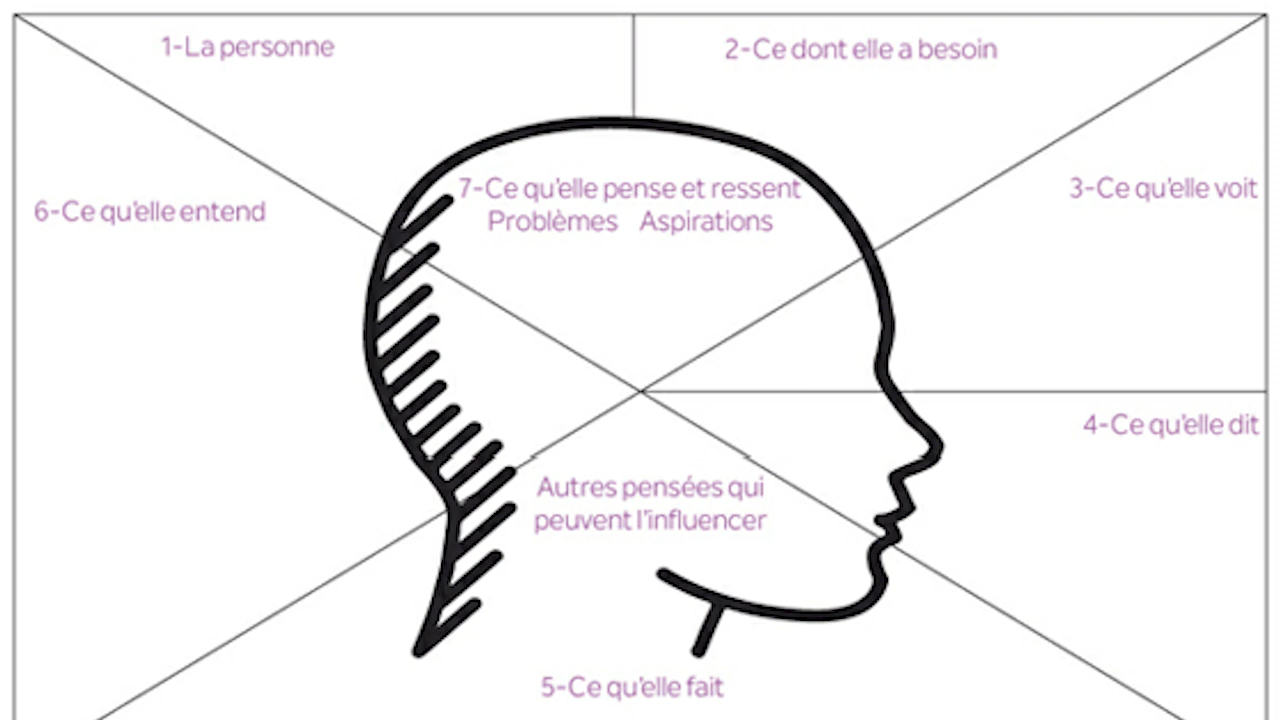 1-La personne
2-Ce dont elle a besoin
3-Ce qu'elle voit
4-Ce qu'elle dit
5-Ce qu'elle fait
6-Ce qu'elle entend
7-Ce qu'elle pense et ressent
Problèmes Aspirations
Autres pensées qui
peuvent l'influencer